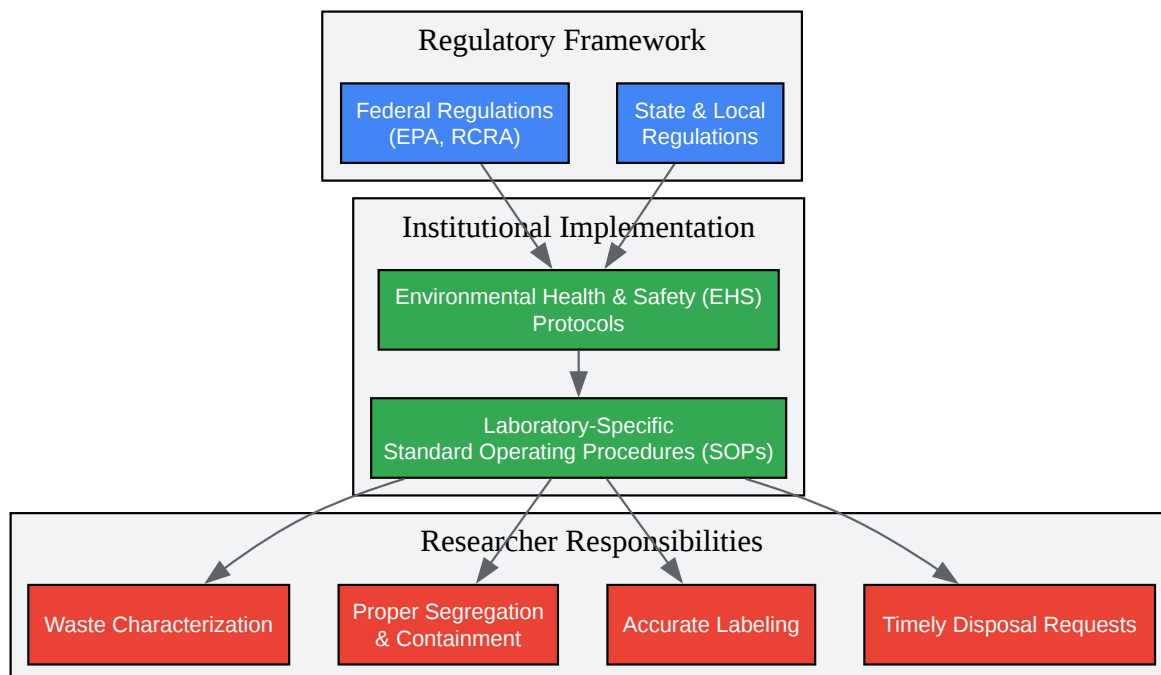 Regulatory Framework
Federal Regulations
(EPA, RCRA)
State & Local
Regulations
Institutional Implementation
Environmental Health & Safety (EHS)
Protocols
Laboratory-Specific
Standard Operating Procedures (SOPs)
Researcher Responsibilities
Waste Characterization
Proper Segregation
& Containment
Accurate Labeling
Timely Disposal Requests